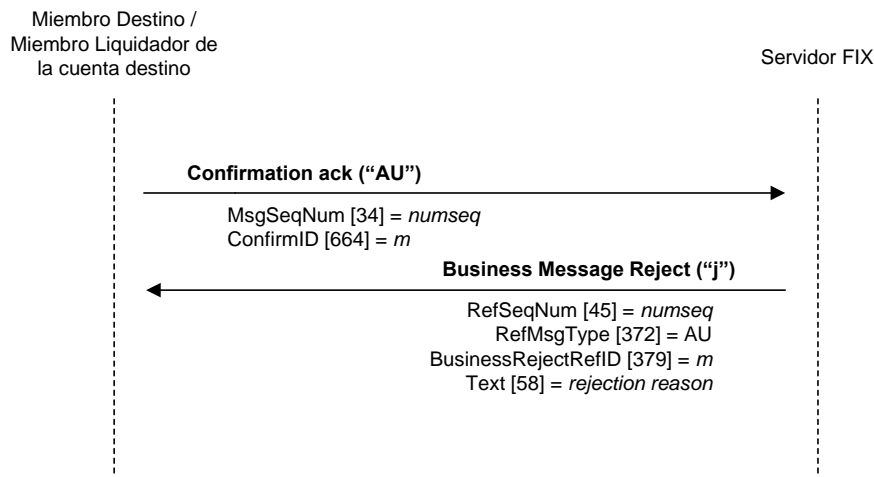 Miembro Destino /
Miembro Liquidador de
la cuenta destino
Servidor FIX
Confirmation ack (“AU”)
MsgSeqNum [34] = numseq
ConfirmID [664] = m
Business Message Reject (“j”)
RefSeqNum [45] = numseq
RefMsgType [372] = AU
BusinessRejectRefID [379] = m
Text [58] = rejection reason